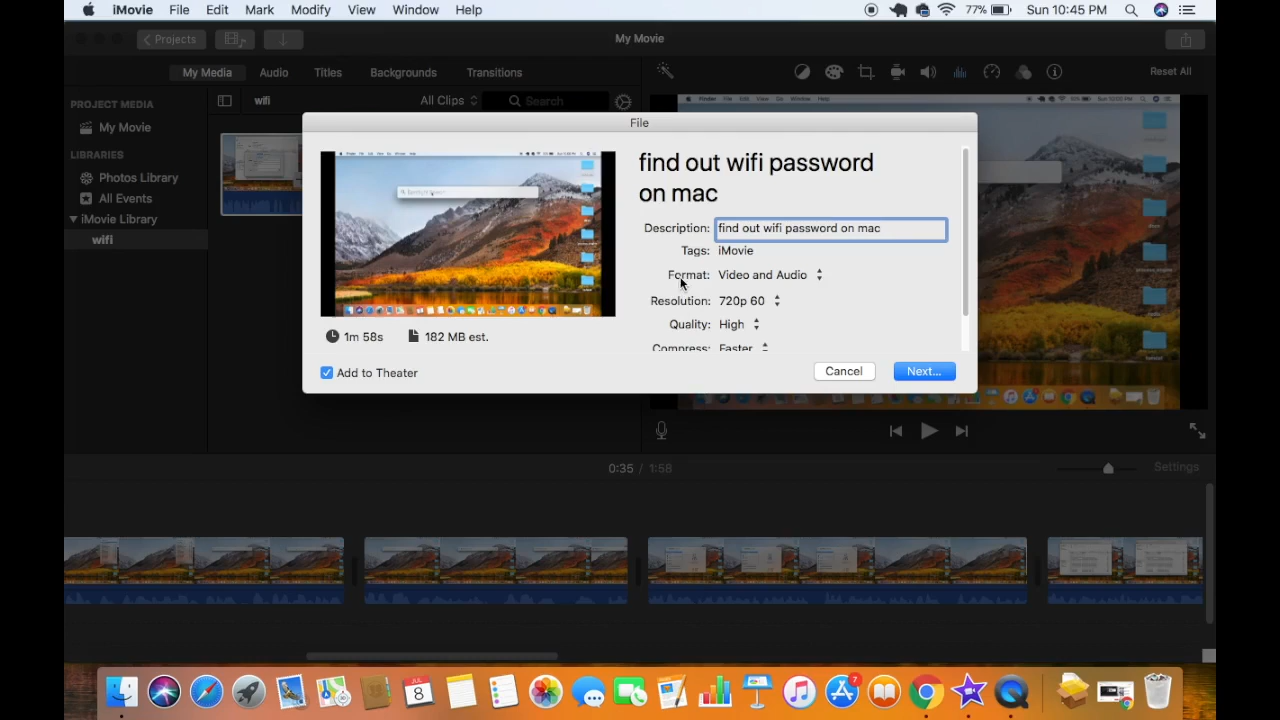 iMovie File Edit Mark Modify View Window Help 77% Sun 10:45 PM
Projects
My Movie
My Media Audio Titles Backgrounds Transitions
Reset All
PROJECT MEDIA
My Movie
LIBRARIES
Photos Library
All Events
iMovie Library
wifi
wifi
All Clips
Search
File
find out wifi password
on mac
Description: find out wifi password on mac
Tags: iMovie
Format: Video and Audio
Resolution: 720p 60
Quality: High
Compress: Faster
1m 58s 182 MB est.
Add to Theater
Cancel Next...
0:35 / 1:58
Settings
8
7